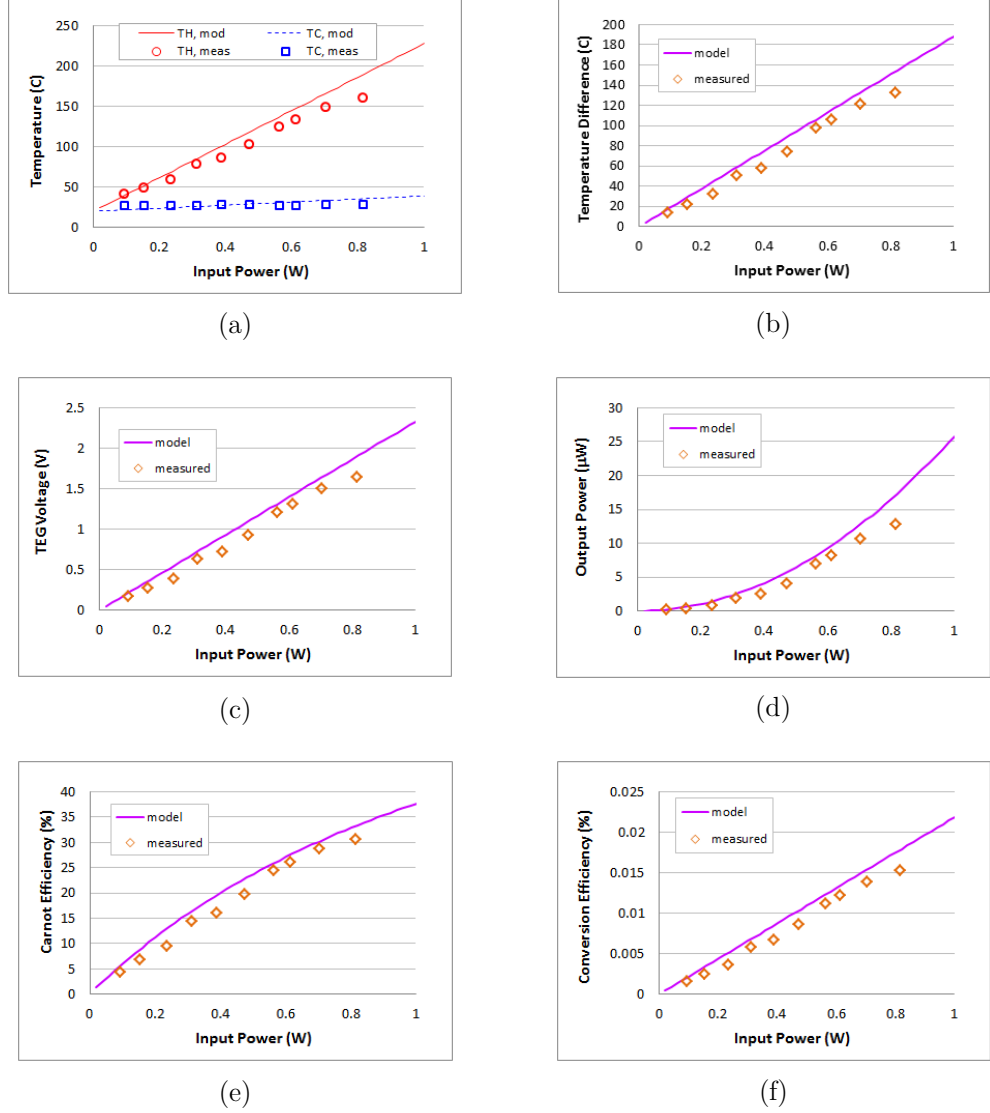 250
200
150
100
50
0
Temperature (C)
TH, mod
TC, mod
TH, meas
TC, meas
0 0.2 0.4 0.6 0.8 1
Input Power (W)
(a)
200
180
160
140
120
100
80
60
40
20
0
Temperature Difference (C)
model
measured
0 0.2 0.4 0.6 0.8 1
Input Power (W)
(b)
2.5
2
1.5
1
0.5
0
TEG Voltage (V)
model
measured
0 0.2 0.4 0.6 0.8 1
Input Power (W)
(c)
30
25
20
15
10
5
0
Output Power (µW)
model
measured
0 0.2 0.4 0.6 0.8 1
Input Power (W)
(d)
40
35
30
25
20
15
10
5
0
Carnot Efficiency (%)
model
measured
0 0.2 0.4 0.6 0.8 1
Input Power (W)
(e)
0.025
0.02
0.015
0.01
0.005
0
Conversion Efficiency (%)
model
measured
0 0.2 0.4 0.6 0.8 1
Input Power (W)
(f)